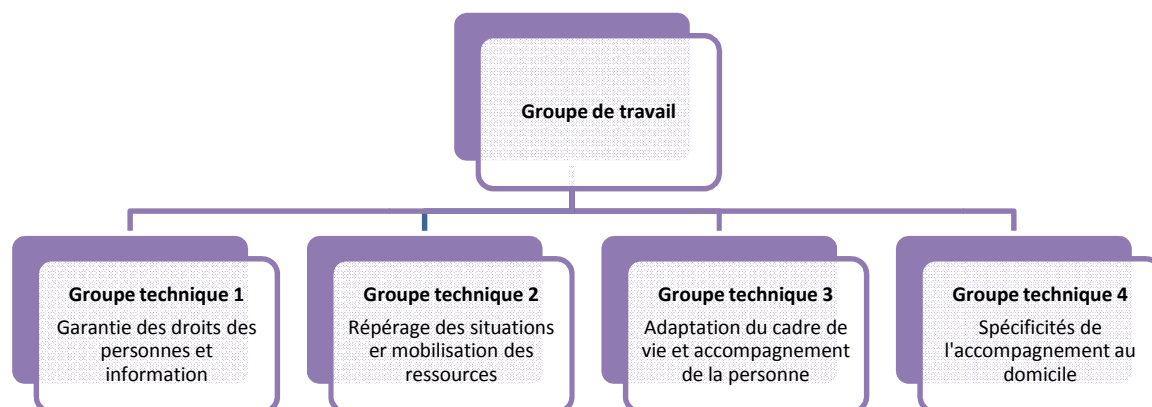 Groupe de travail
Groupe technique 1
Garantie des droits des
personnes et
information
Groupe technique 2
Répérage des situations
er mobilisation des
ressources
Groupe technique 3
Adaptation du cadre de
vie et accompagnement
de la personne
Groupe technique 4
Spécificités de
l'accompagnement au
domicile